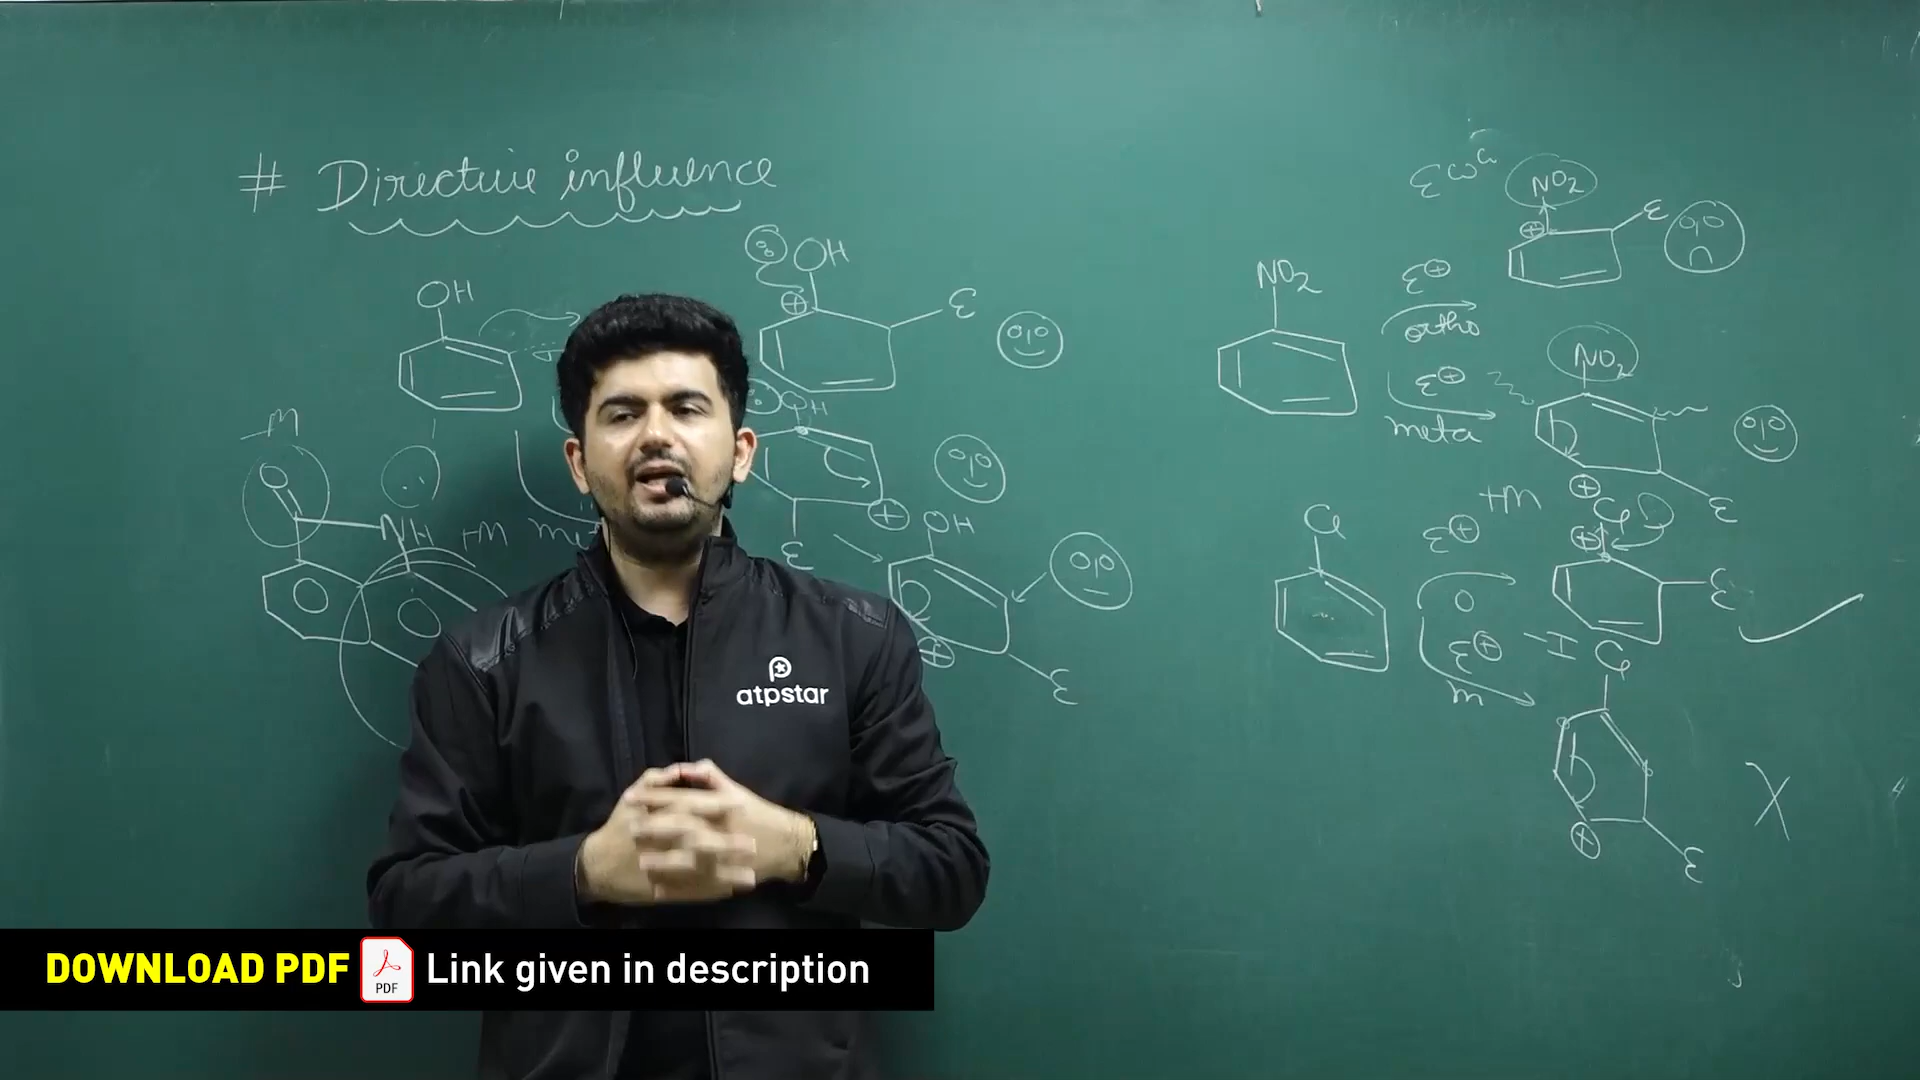 # Directive influence
OH
OH
ε
OH
ε
OH
ε
-M
O
NH
+M
NO2
ε⊕
ortho
ε⊕
meta
NO2
ε
NO2
ε
Cl
ε⊕
+M
O
ε⊕
-I
m
Cl
ε
Cl
ε
X
atpstar
DOWNLOAD PDF
PDF
Link given in description